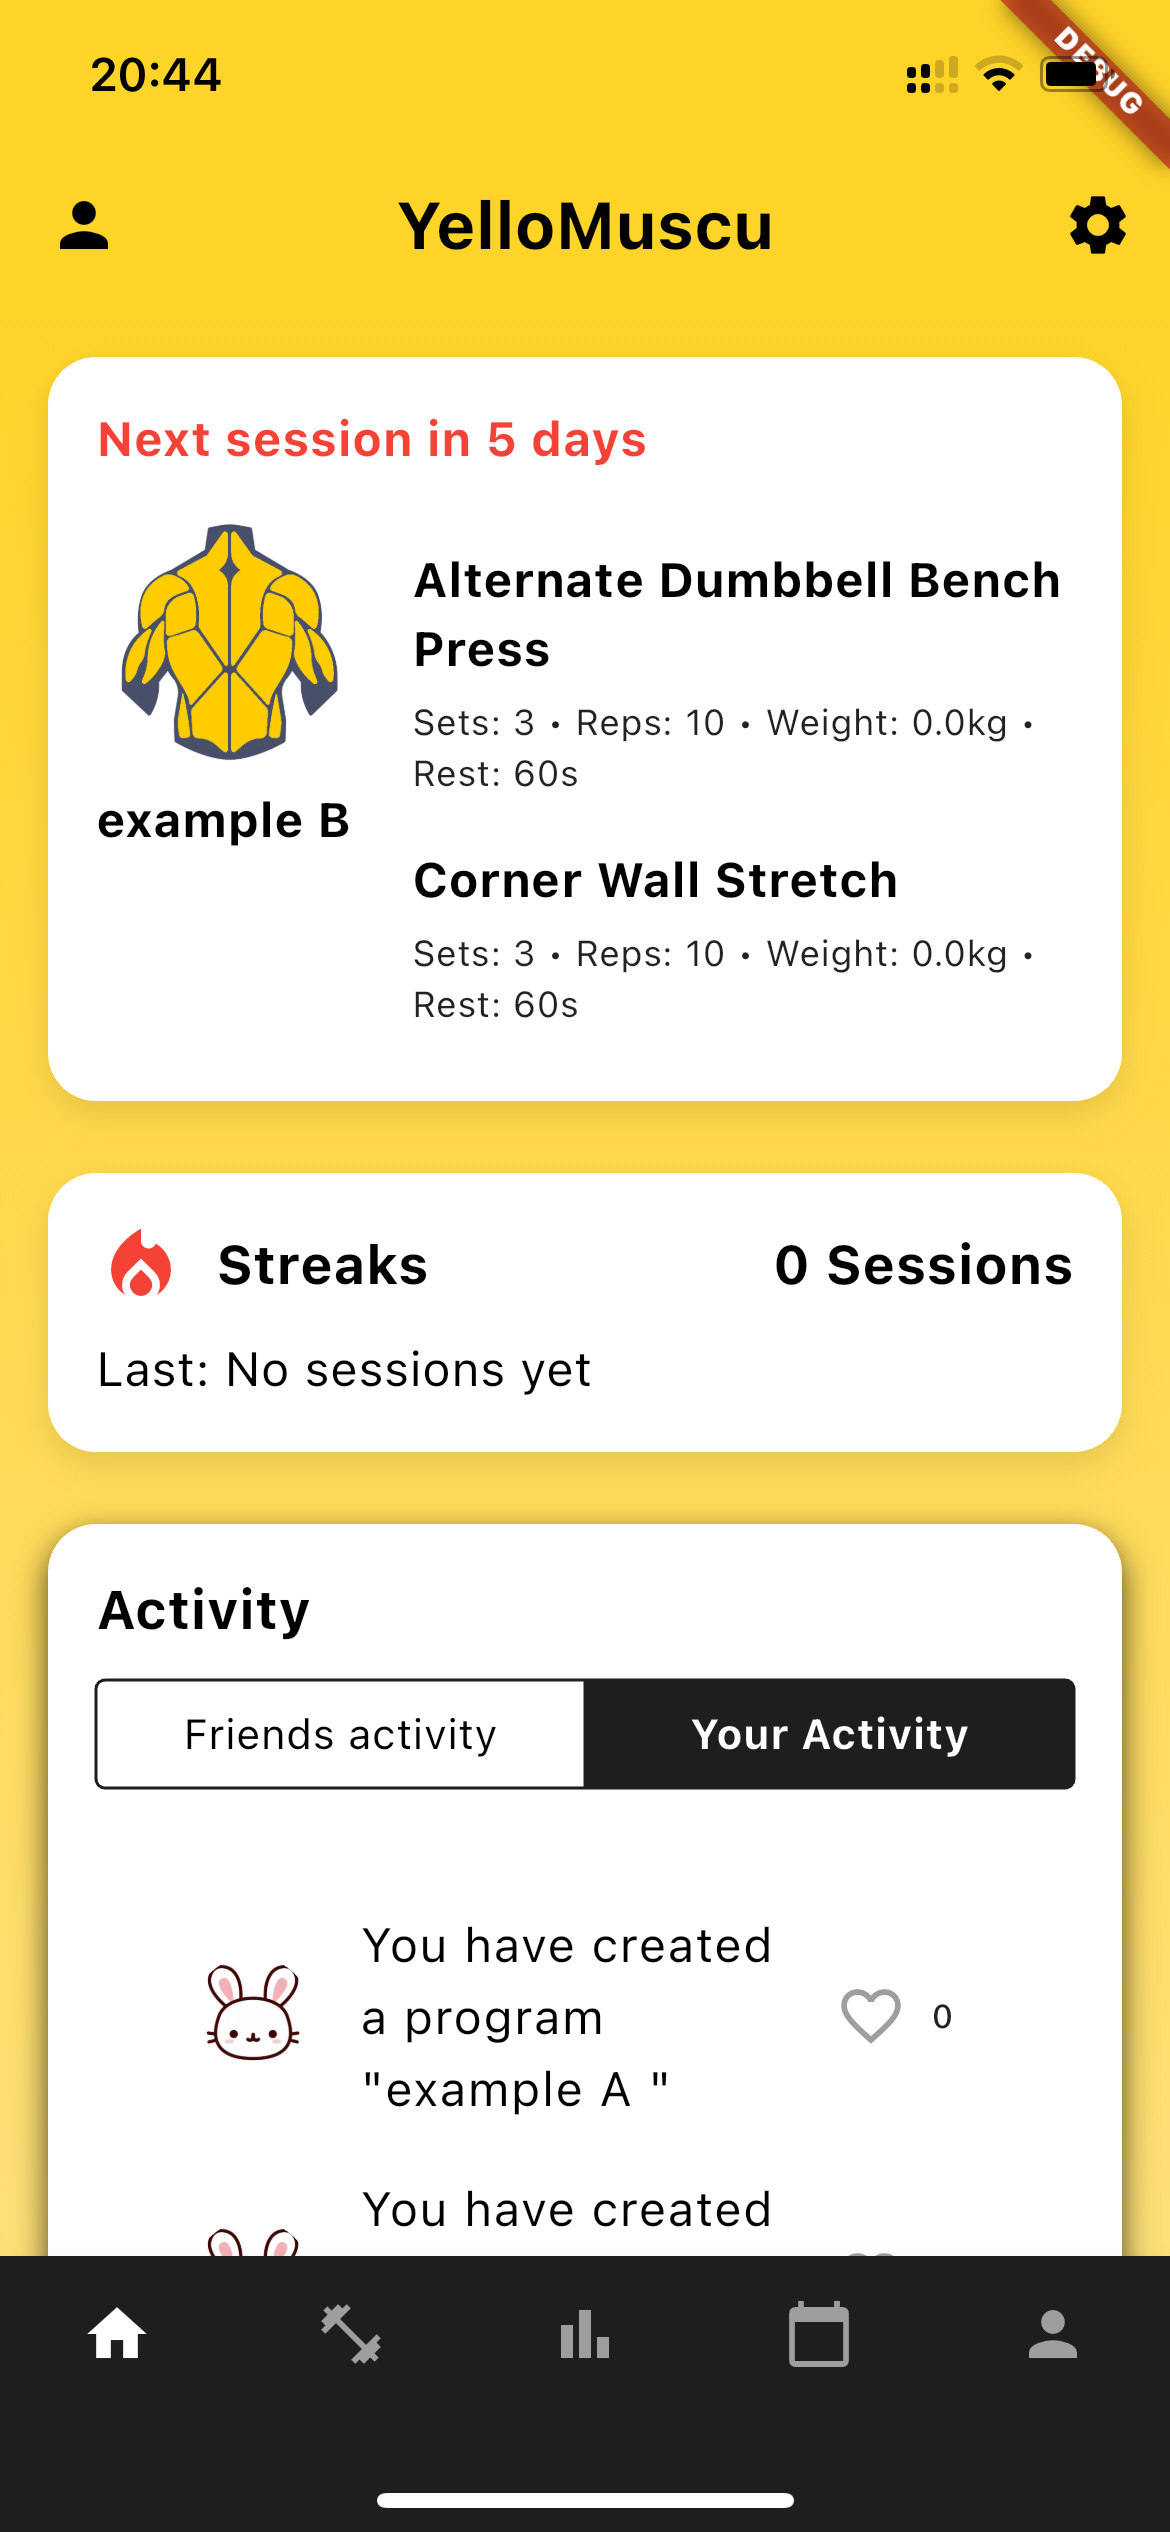 20:44
DEBUG
YelloMuscu
Next session in 5 days
Alternate Dumbbell Bench
Press
Sets: 3 • Reps: 10 • Weight: 0.0kg •
Rest: 60s
example B
Corner Wall Stretch
Sets: 3 • Reps: 10 • Weight: 0.0kg •
Rest: 60s
Streaks
0 Sessions
Last: No sessions yet
Activity
Friends activity
Your Activity
You have created
a program
"example A "
0
You have created